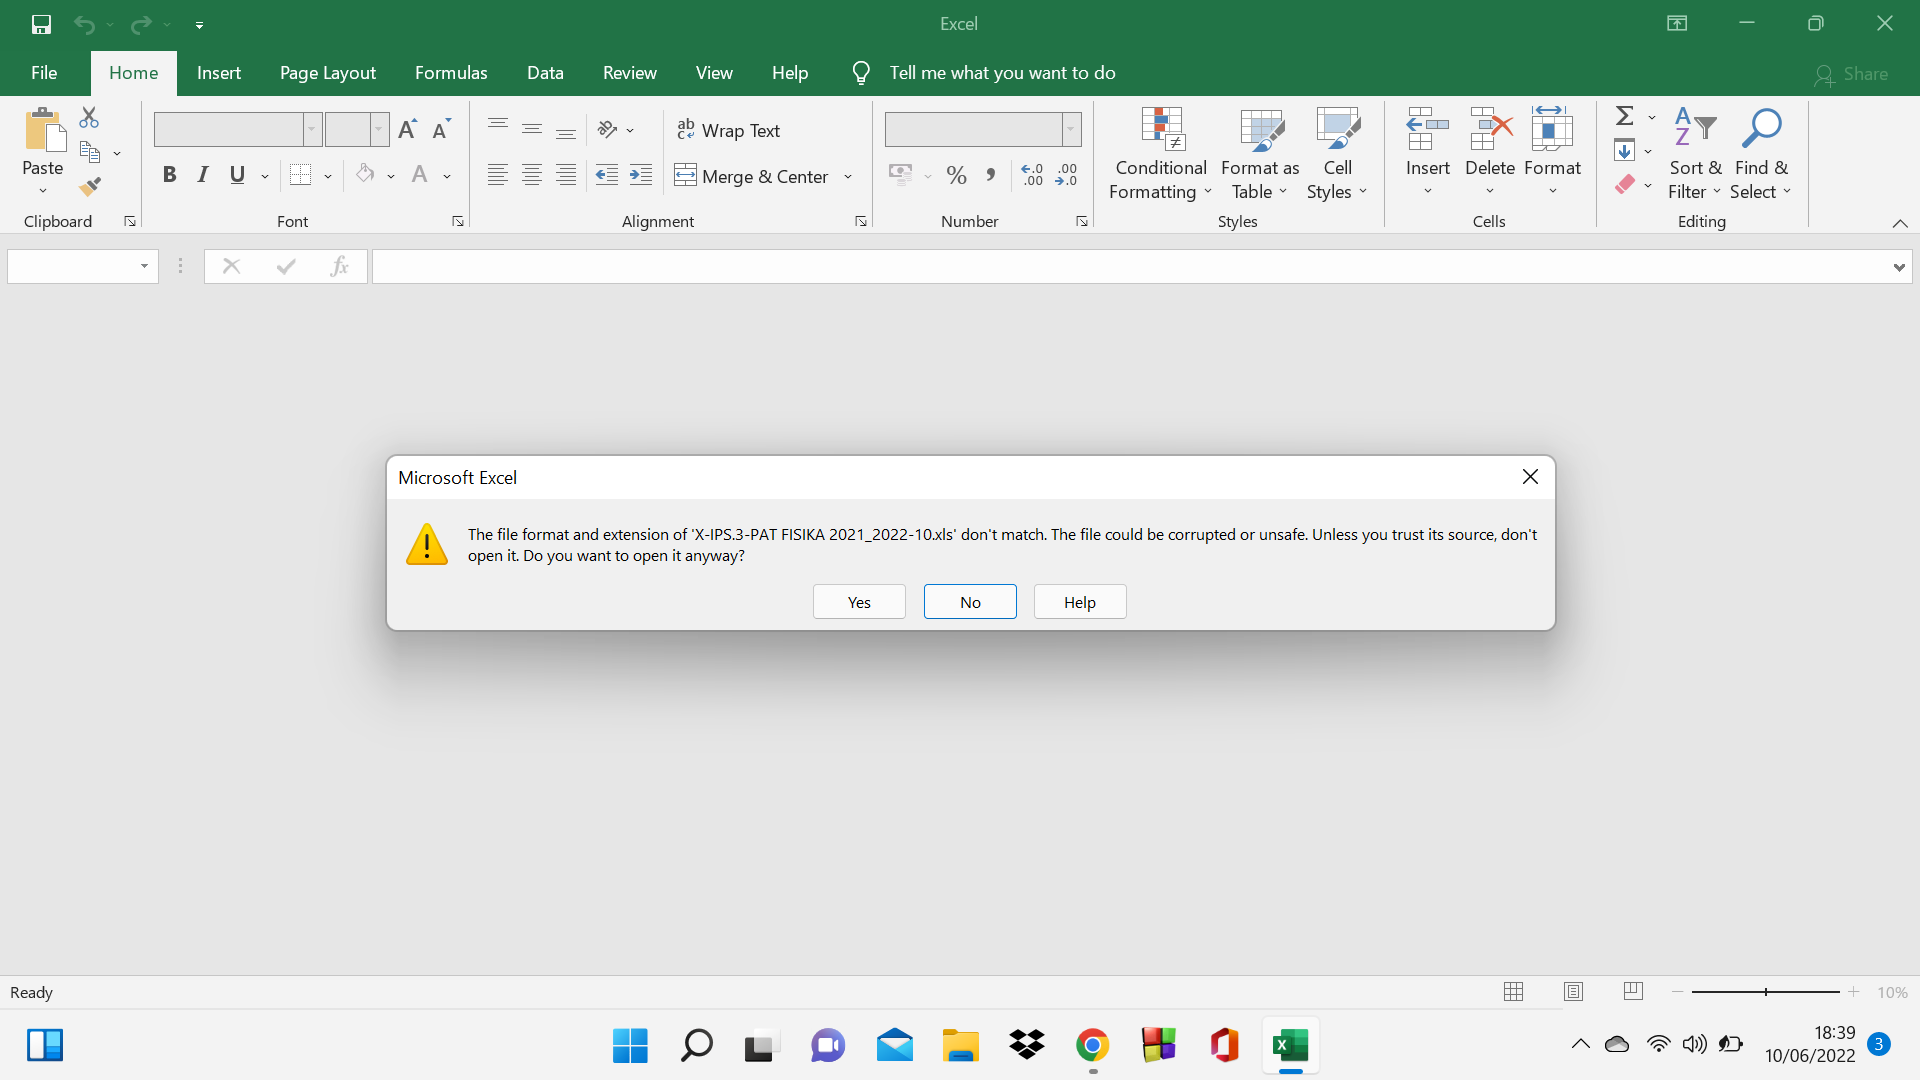 Excel
File Home Insert Page Layout Formulas Data Review View Help Tell me what you want to do Share
Paste
Clipboard
B I U A
Font
Wrap Text
Merge & Center
Alignment
% , .00 .00
Number
Conditional Formatting
Format as Table
Cell Styles
Styles
Insert Delete Format
Cells
Sort & Filter
Find & Select
Editing
fx
Microsoft Excel
The file format and extension of 'X-IPS.3-PAT FISIKA 2021_2022-10.xls' don't match. The file could be corrupted or unsafe. Unless you trust its source, don't
open it. Do you want to open it anyway?
Yes No Help
Ready
10%
18:39
10/06/2022
3